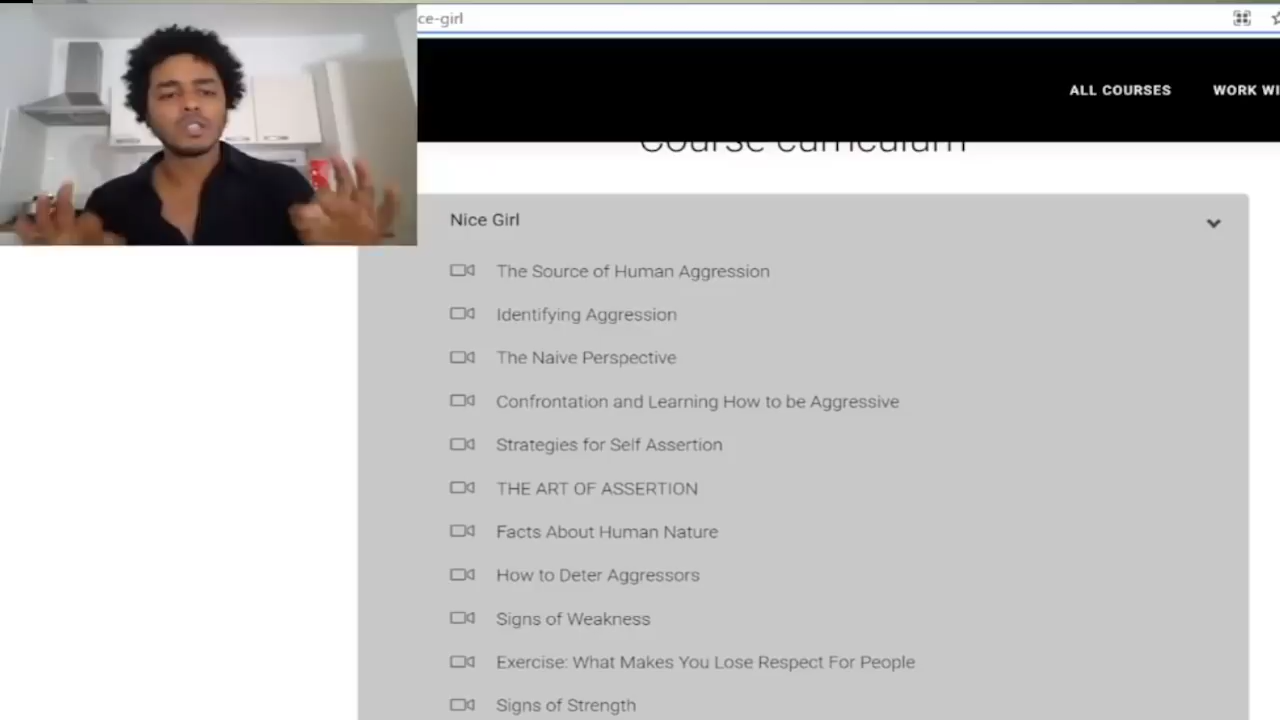 ce-girl
ALL COURSES
WORK WI
Course curriculum
Nice Girl
The Source of Human Aggression
Identifying Aggression
The Naive Perspective
Confrontation and Learning How to be Aggressive
Strategies for Self Assertion
THE ART OF ASSERTION
Facts About Human Nature
How to Deter Aggressors
Signs of Weakness
Exercise: What Makes You Lose Respect For People
Signs of Strength